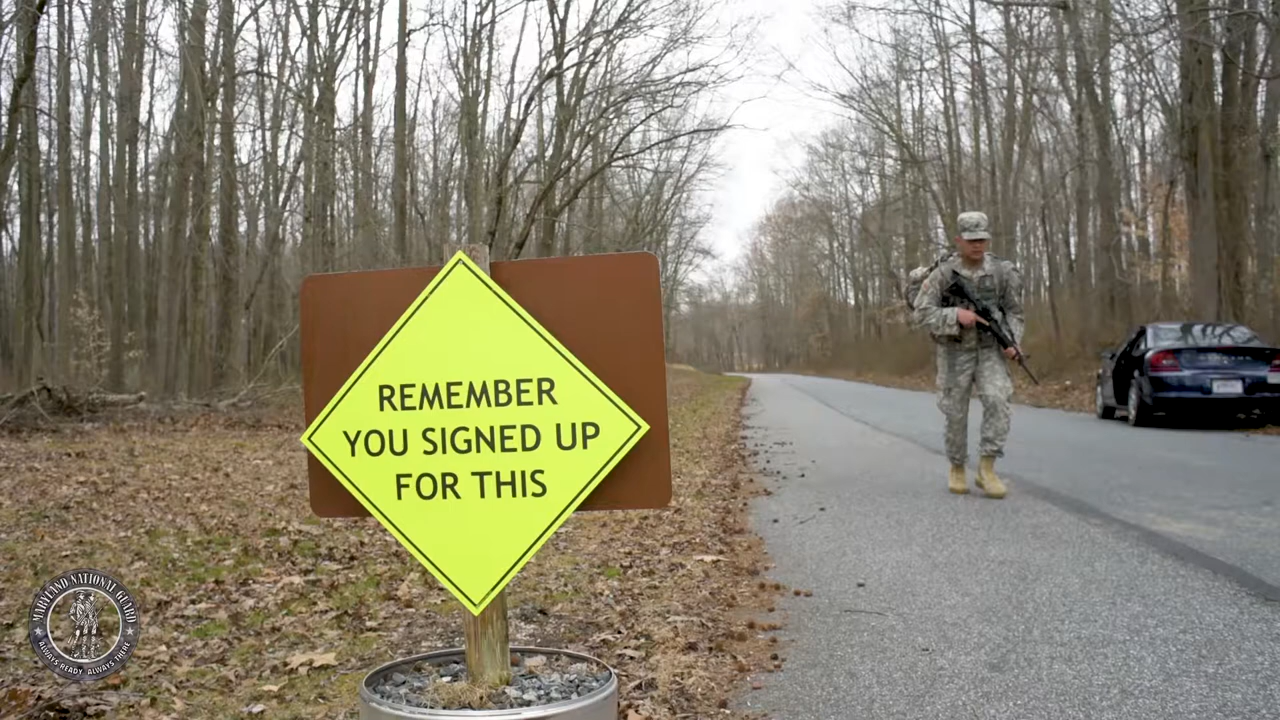 REMEMBER
YOU SIGNED UP
FOR THIS
MARYLAND NATIONAL GUARD
ALWAYS READY ALWAYS THERE